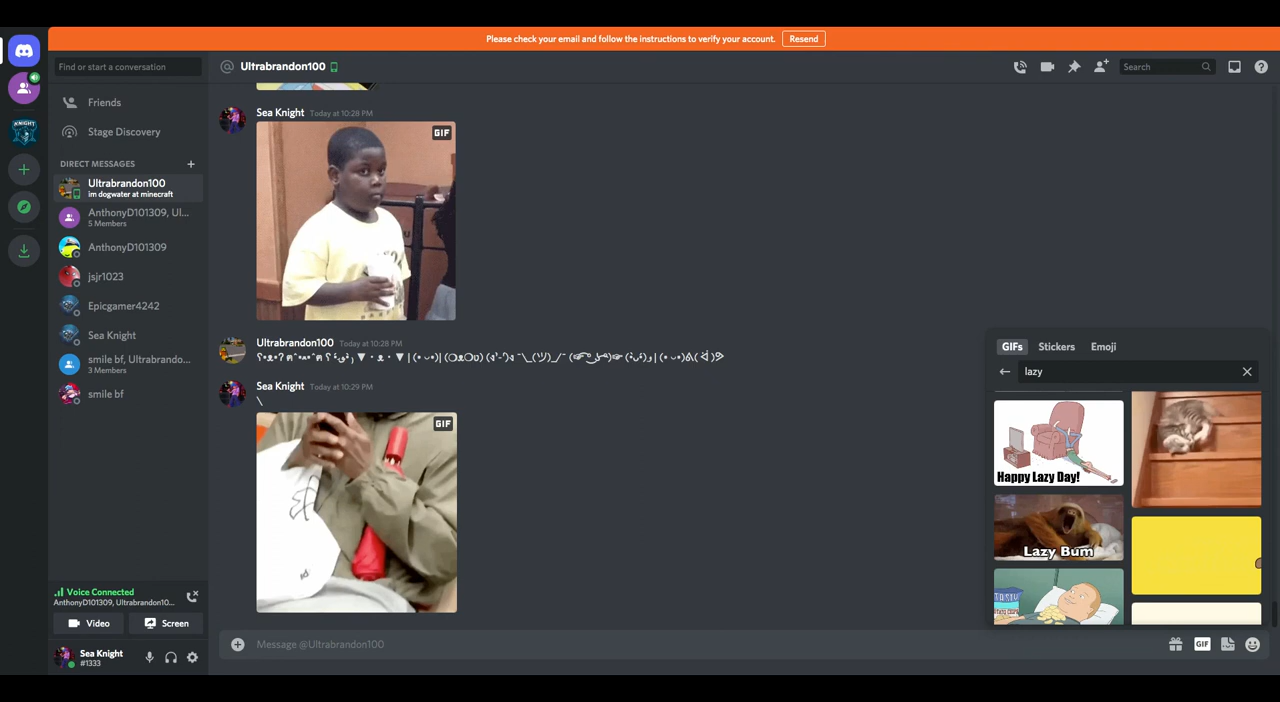 Please check your email and follow the instructions to verify your account. Resend
Find or start a conversation
@ Ultrabrandon100
Search
Friends
Stage Discovery
DIRECT MESSAGES +
Ultrabrandon100
im dogwater at minecraft
AnthonyD101309, Ul...
5 Members
AnthonyD101309
jsjr1023
Epicgamer4242
Sea Knight
smile bf, Ultrabrando...
3 Members
smile bf
Voice Connected
AnthonyD101309, Ultrabrandon10...
Video Screen
Sea Knight
#1333
KNIGHT
Sea Knight Today at 10:28 PM
GIF
Ultrabrandon100 Today at 10:28 PM
Sea Knight Today at 10:29 PM
\
GIF
Message @Ultrabrandon100
GIF
GIFs Stickers Emoji
lazy
Happy Lazy Day!
Lazy Bum